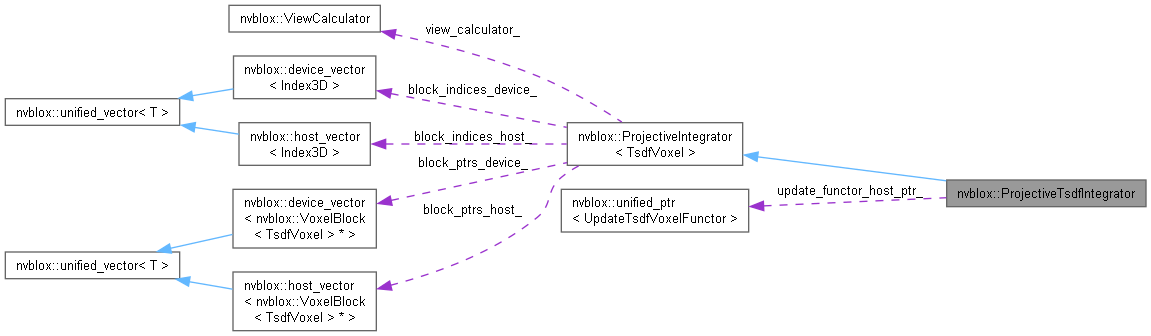 nvblox::ViewCalculator
view_calculator_
nvblox::device_vector
< Index3D >
block_indices_device_
nvblox::unified_vector< T >
nvblox::host_vector
< Index3D >
block_indices_host_
nvblox::ProjectiveIntegrator
< TsdfVoxel >
block_ptrs_device_
nvblox::ProjectiveTsdfIntegrator
update_functor_host_ptr_
nvblox::unified_ptr
< UpdateTsdfVoxelFunctor >
nvblox::device_vector
< nvblox::VoxelBlock
< TsdfVoxel > * >
block_ptrs_host_
nvblox::unified_vector< T >
nvblox::host_vector
< nvblox::VoxelBlock
< TsdfVoxel > * >